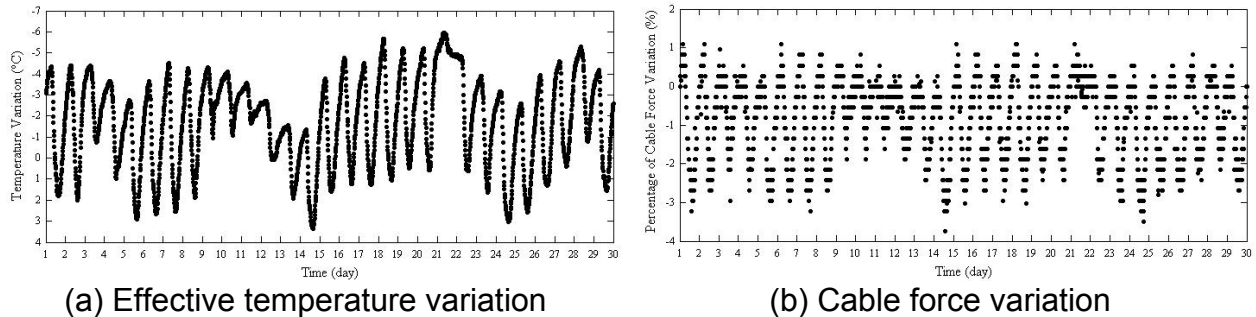 Temperature Variation (°C)
-7
-6
-5
-4
-3
-2
-1
0
1
2
3
4
1 2 3 4 5 6 7 8 9 10 11 12 13 14 15 16 17 18 19 20 21 22 23 24 25 26 27 28 29 30
Time (day)
(a) Effective temperature variation
Percentage of Cable Force Variation (%)
2
1
0
-1
-2
-3
-4
1 2 3 4 5 6 7 8 9 10 11 12 13 14 15 16 17 18 19 20 21 22 23 24 25 26 27 28 29 30
Time (day)
(b) Cable force variation